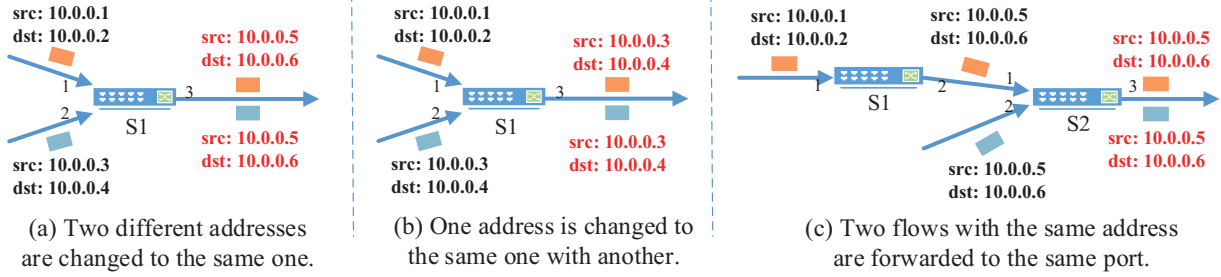 src: 10.0.0.1
dst: 10.0.0.2
src: 10.0.0.5
dst: 10.0.0.6
1
2
3
S1
src: 10.0.0.3
dst: 10.0.0.4
src: 10.0.0.5
dst: 10.0.0.6
(a) Two different addresses
are changed to the same one.
src: 10.0.0.1
dst: 10.0.0.2
src: 10.0.0.3
dst: 10.0.0.4
1
2
3
S1
src: 10.0.0.3
dst: 10.0.0.4
src: 10.0.0.3
dst: 10.0.0.4
(b) One address is changed to
the same one with another.
src: 10.0.0.1
dst: 10.0.0.2
src: 10.0.0.5
dst: 10.0.0.6
src: 10.0.0.5
dst: 10.0.0.6
1
2
S1
1
2
3
S2
src: 10.0.0.5
dst: 10.0.0.6
src: 10.0.0.5
dst: 10.0.0.6
(c) Two flows with the same address
are forwarded to the same port.